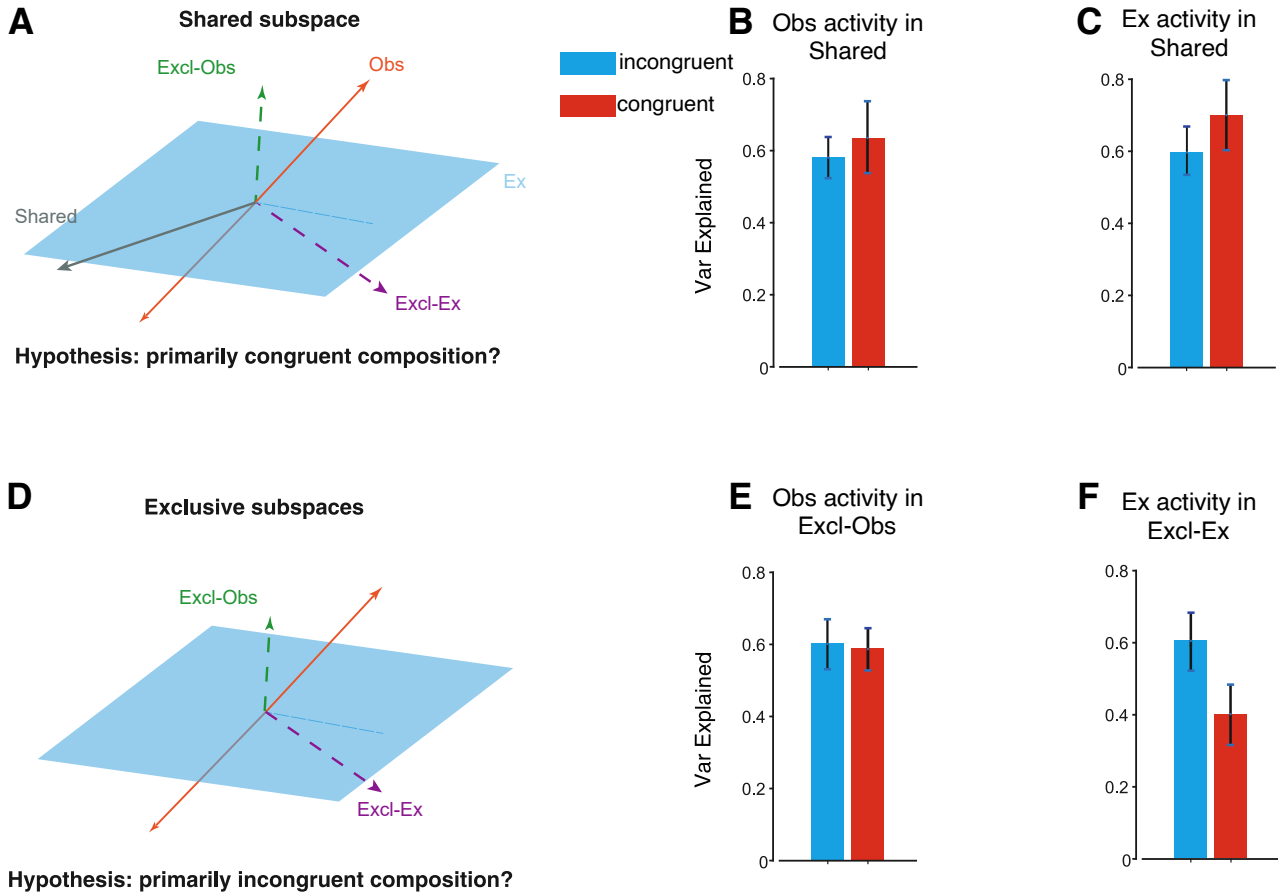 A
Shared subspace
Excl-Obs
Obs
Ex
Shared
Excl-Ex
Hypothesis: primarily congruent composition?
incongruent
congruent
B
Obs activity in
Shared
Var Explained
0.8
0.6
0.4
0.2
0
C
Ex activity in
Shared
0.8
0.6
0.4
0.2
0
D
Exclusive subspaces
Excl-Obs
Excl-Ex
Hypothesis: primarily incongruent composition?
E
Obs activity in
Excl-Obs
Var Explained
0.8
0.6
0.4
0.2
0
F
Ex activity in
Excl-Ex
0.8
0.6
0.4
0.2
0